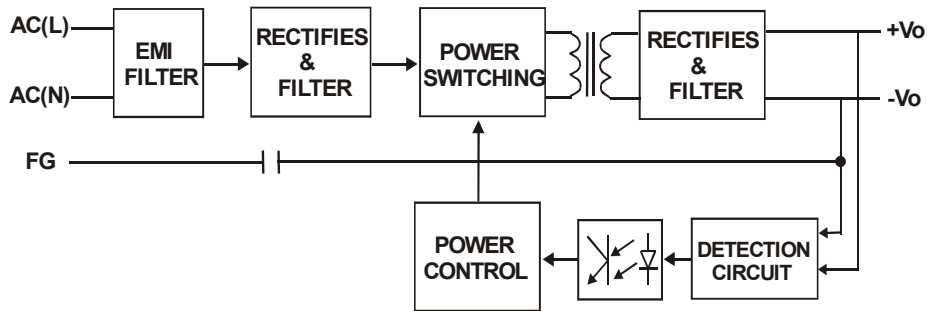 AC(L)
AC(N)
EMI
FILTER
RECTIFIES
&
FILTER
POWER
SWITCHING
RECTIFIES
&
FILTER
+Vo
-Vo
FG
POWER
CONTROL
DETECTION
CIRCUIT